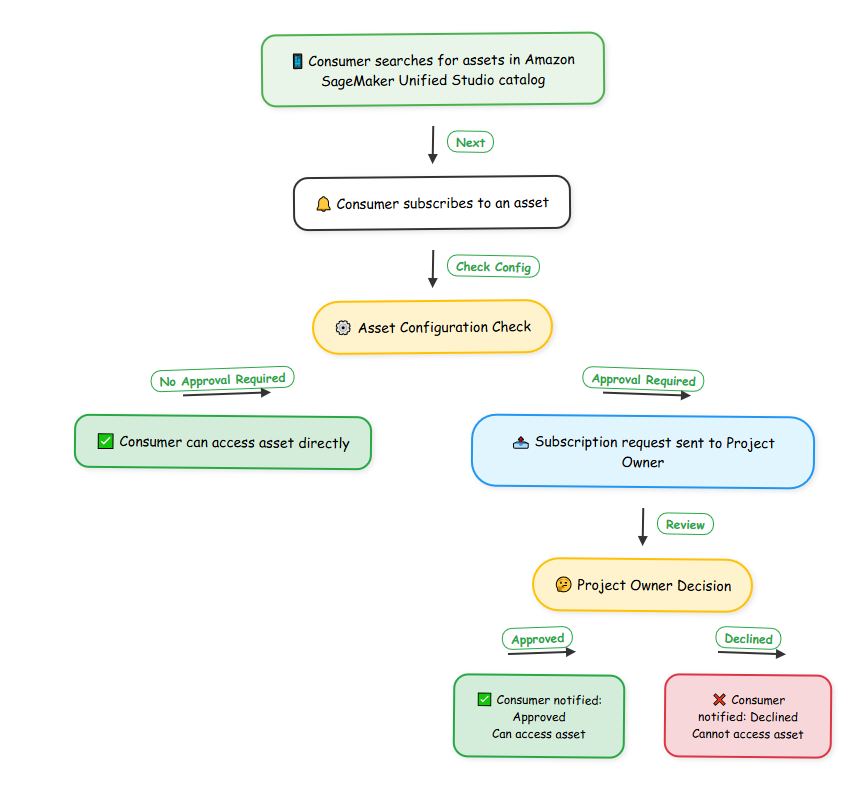 Consumer searches for assets in Amazon
SageMaker Unified Studio catalog
Next
Consumer subscribes to an asset
Check Config
Asset Configuration Check
No Approval Required
Approval Required
Consumer can access asset directly
Subscription request sent to Project
Owner
Review
Project Owner Decision
Approved
Declined
Consumer notified:
Approved
Can access asset
Consumer
notified: Declined
Cannot access asset